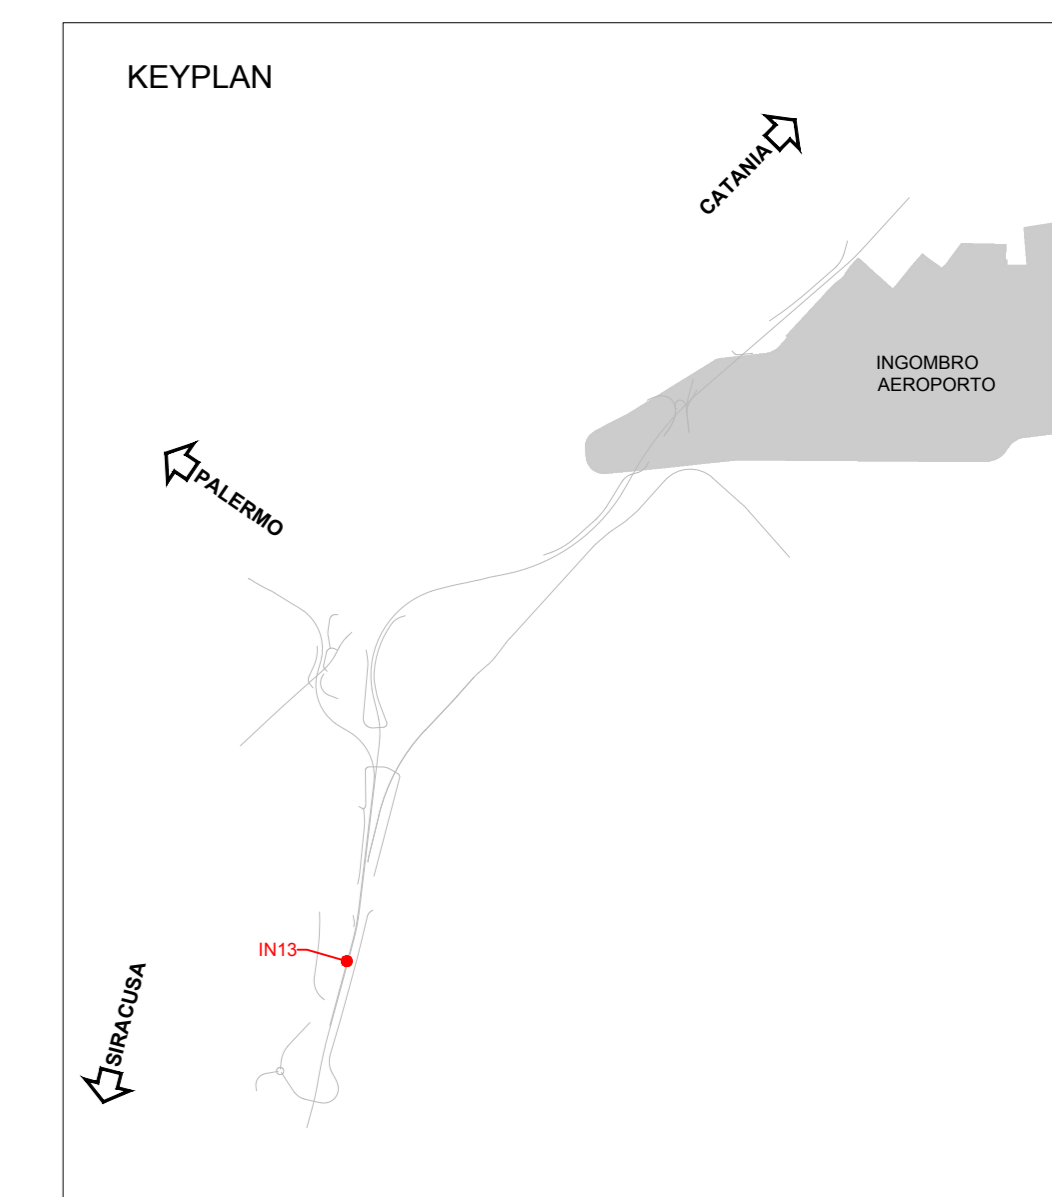 KEYPLAN
CATANIA
INGOMBRO
AEROPORTO
PALERMO
IN13
SIRACUSA